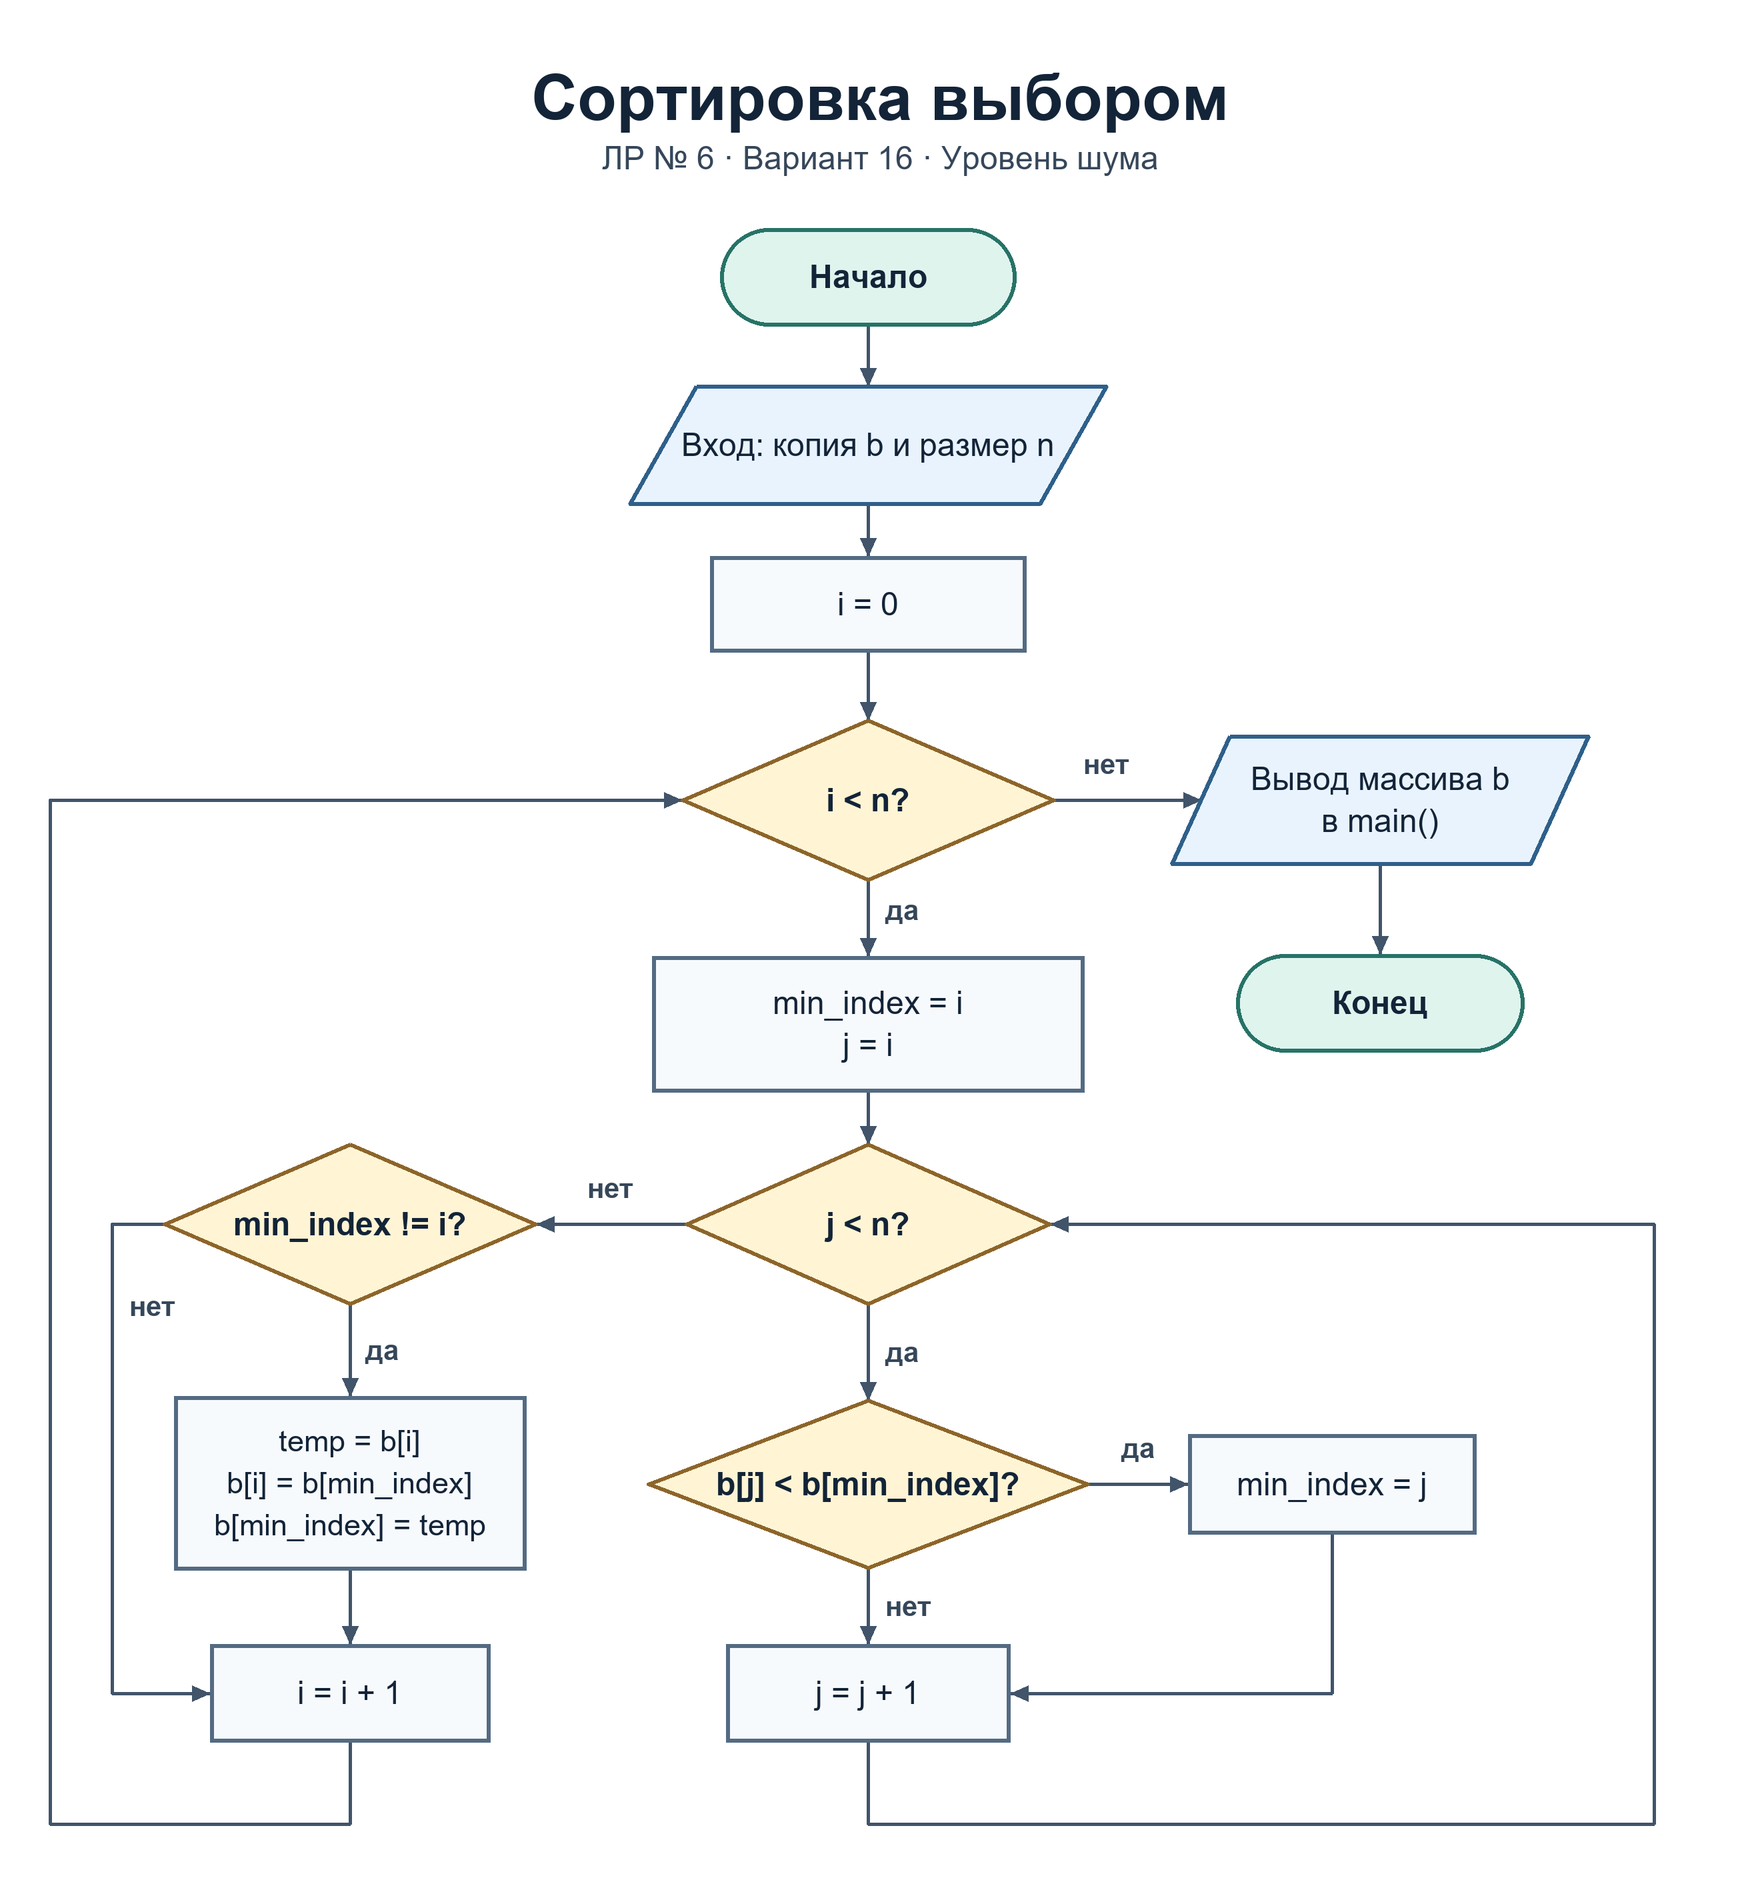 Сортировка выбором
ЛР № 6 · Вариант 16 · Уровень шума
Начало
Вход: копия b и размер n
i = 0
i < n?
нет
Вывод массива b
в main()
да
Конец
min_index = i
j = i
min_index != i?
нет
j < n?
нет
да
да
temp = b[i]
b[i] = b[min_index]
b[min_index] = temp
b[j] < b[min_index]?
да
min_index = j
нет
i = i + 1
j = j + 1